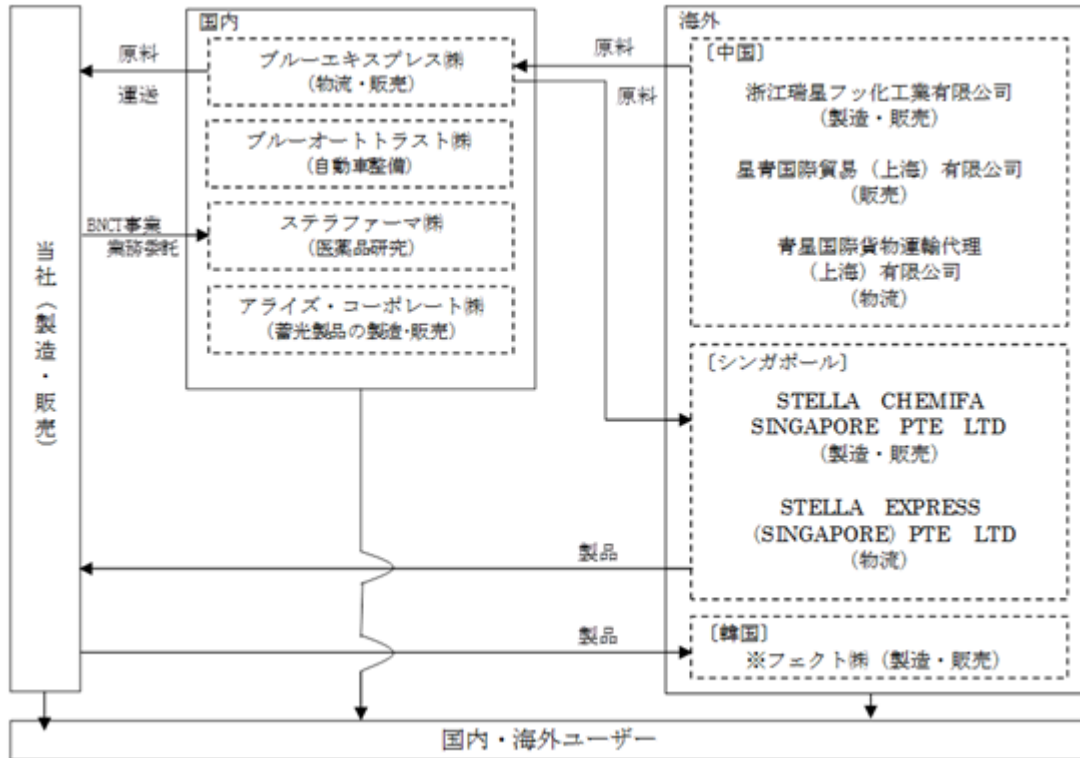 当社（製造・販売）
原料
運送
BNCT事業
業務委託
国内
ブルーエキスプレス㈱
(物流・販売)
ブルーオートトラスト㈱
(自動車整備)
ステラファーマ㈱
(医薬品研究)
アライズ・コーポレート㈱
(蓄光製品の製造・販売)
原料
原料
海外
〔中国〕
浙江瑞星フッ化工業有限公司
(製造・販売)
星青国際貿易（上海）有限公司
(販売)
青星国際貨物運輸代理
（上海）有限公司
(物流)
〔シンガポール〕
STELLA CHEMIFA
SINGAPORE PTE LTD
(製造・販売)
STELLA EXPRESS
(SINGAPORE) PTE LTD
(物流)
製品
製品
〔韓国〕
※フェクト㈱（製造・販売）
国内・海外ユーザー